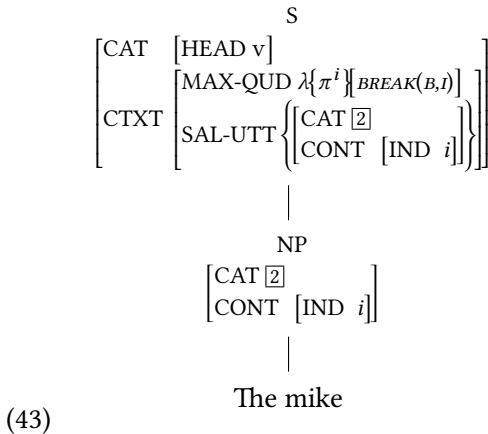 S
[CAT [HEAD v]
CTXT [MAX-QUD λ{πⁱ}[BREAK(B,I)]
SAL-UTT {[CAT [2]
CONT [IND i]]}]]
NP
[CAT [2]
CONT [IND i]]
The mike
(43)